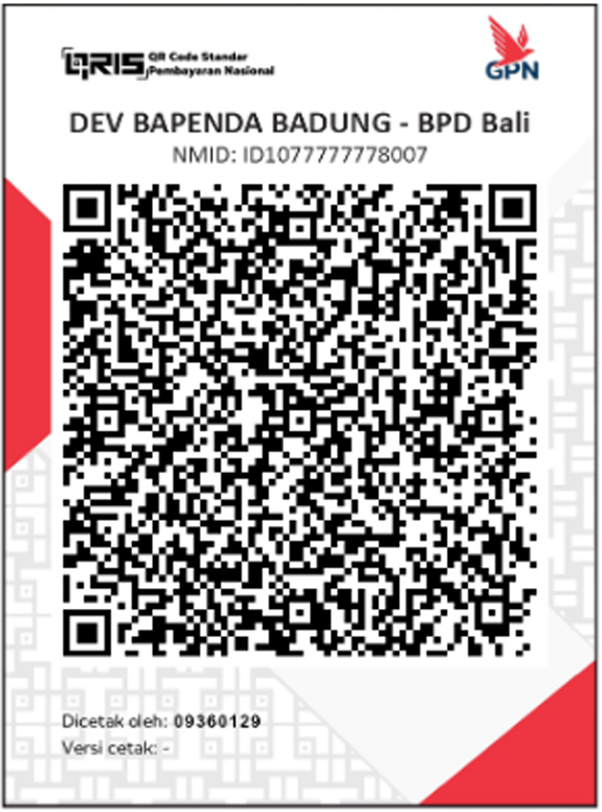 QRIS QR Code Standar
Pembayaran Nasional
GPN
DEV BAPENDA BADUNG - BPD Bali
NMID: ID1077777778007
Dicetak oleh: 09360129
Versi cetak: -